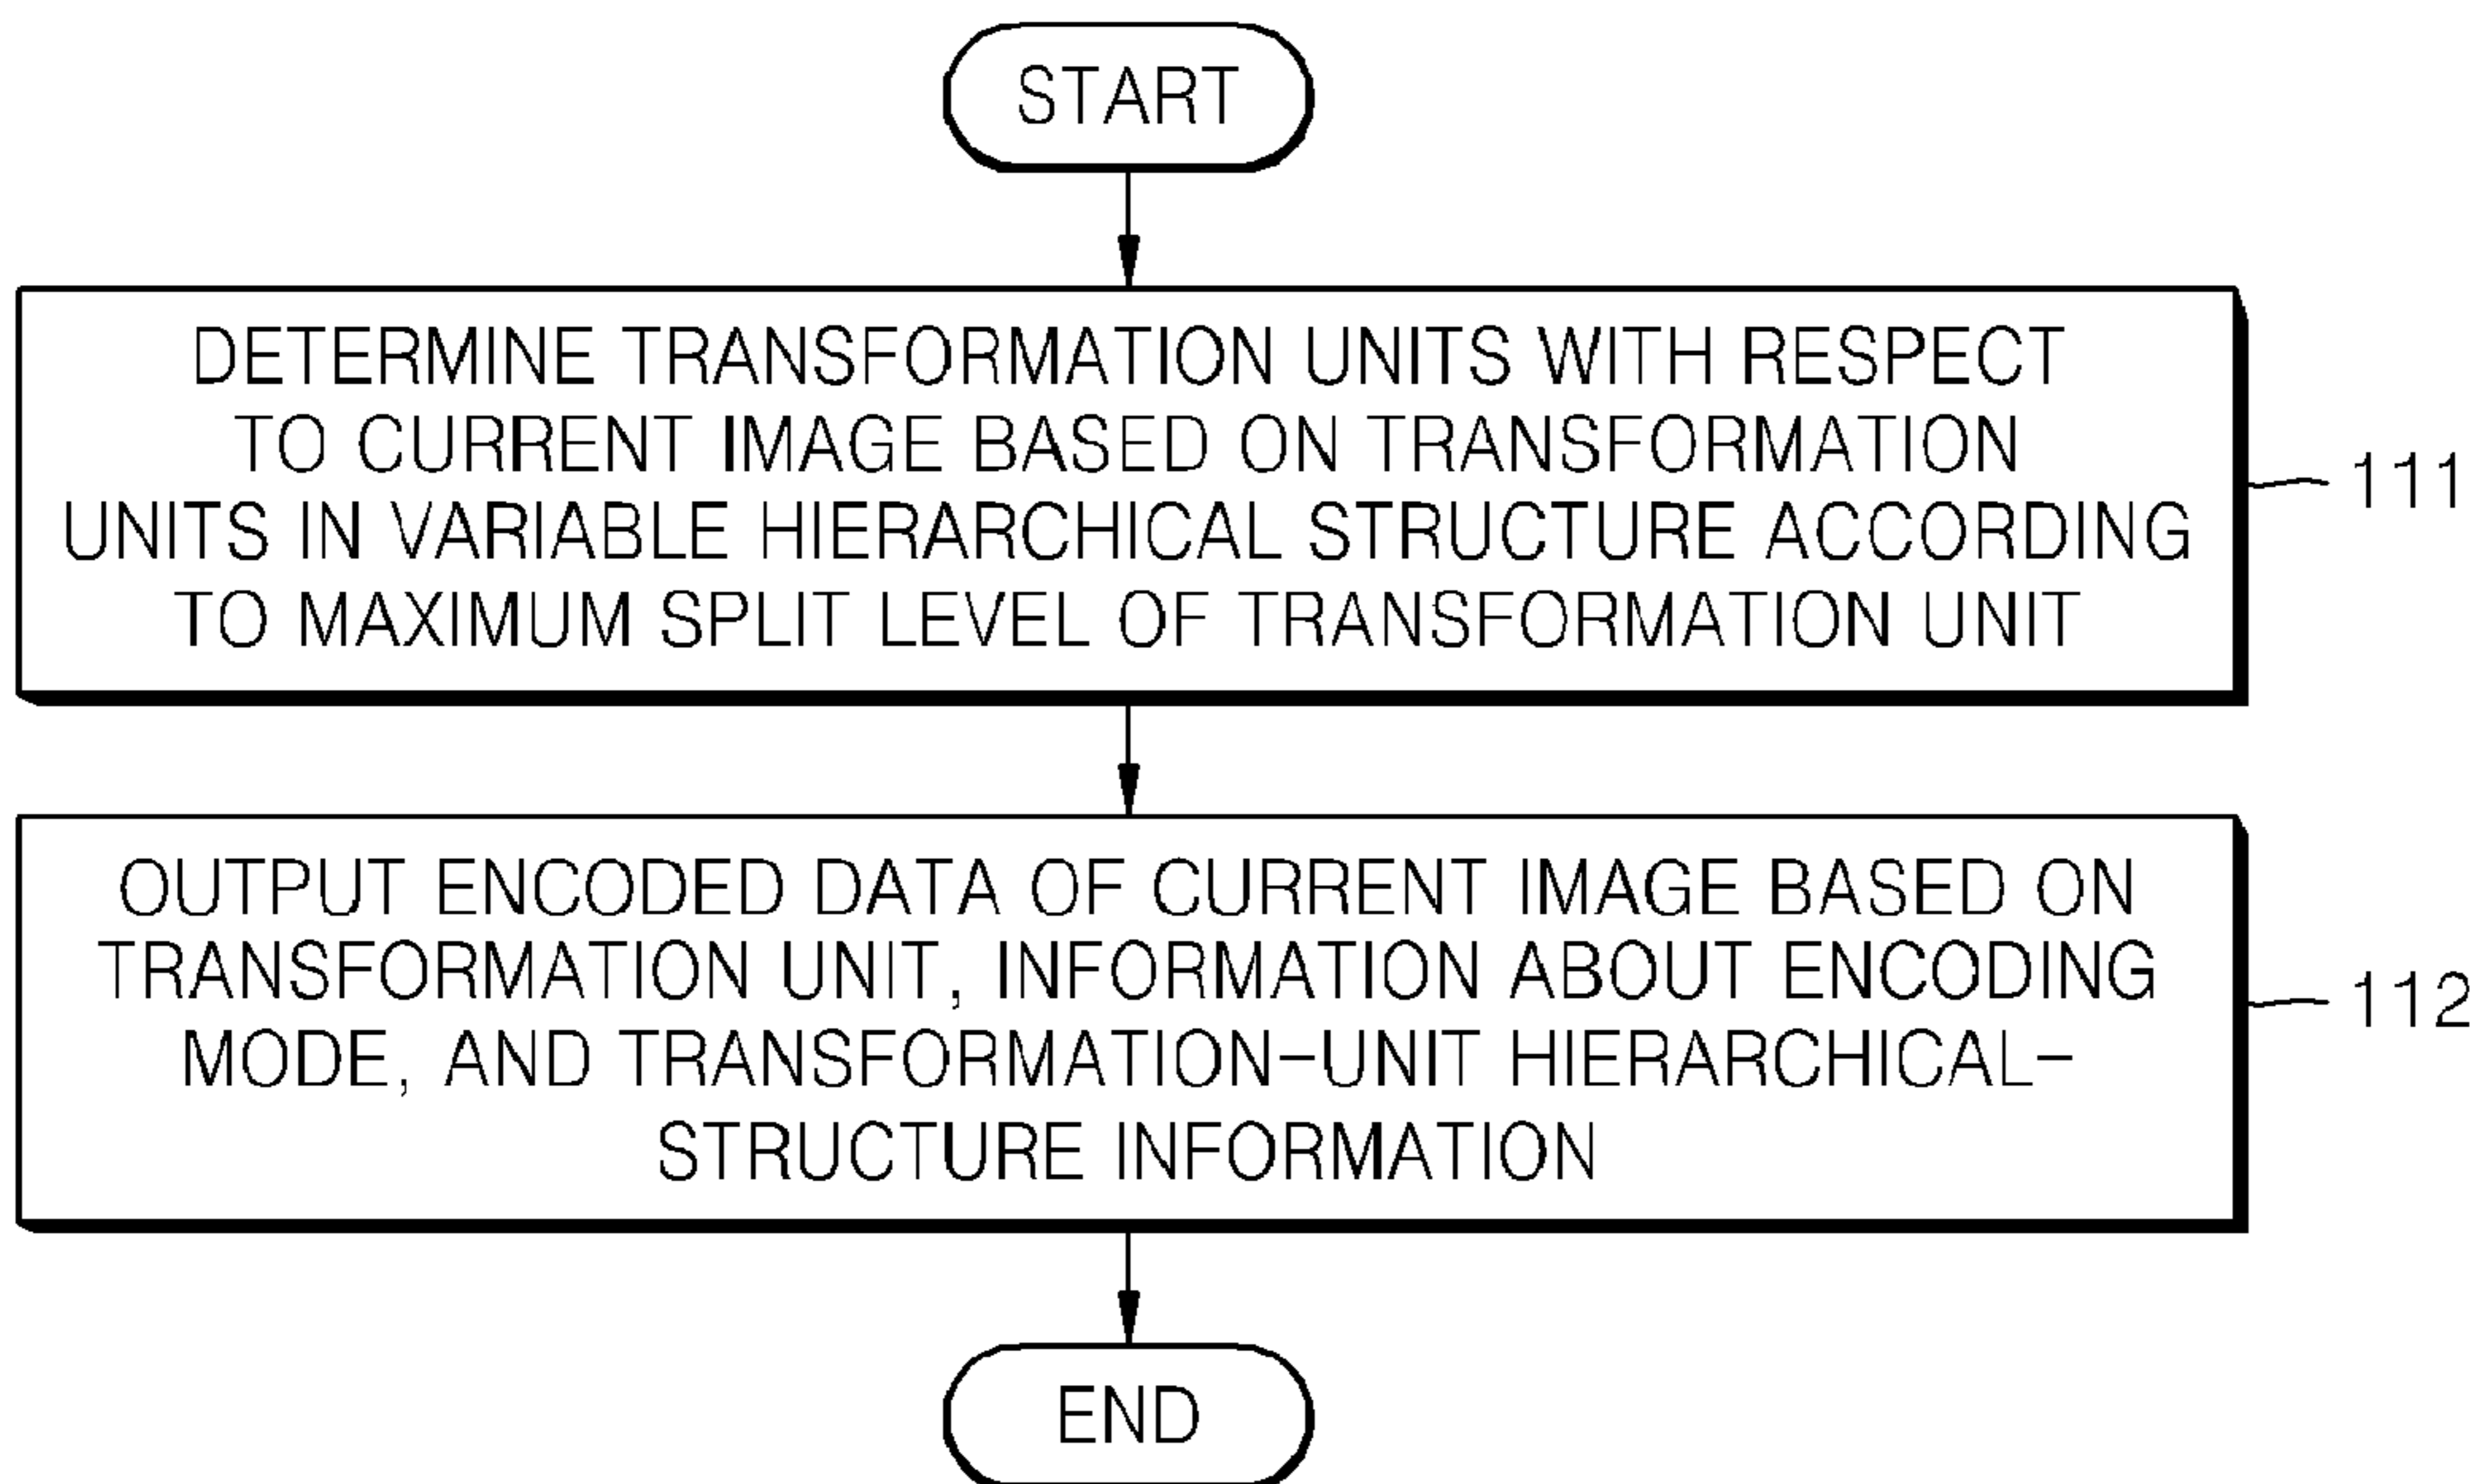 START
DETERMINE TRANSFORMATION UNITS WITH RESPECT
TO CURRENT IMAGE BASED ON TRANSFORMATION
UNITS IN VARIABLE HIERARCHICAL STRUCTURE ACCORDING
TO MAXIMUM SPLIT LEVEL OF TRANSFORMATION UNIT
111
OUTPUT ENCODED DATA OF CURRENT IMAGE BASED ON
TRANSFORMATION UNIT, INFORMATION ABOUT ENCODING
MODE, AND TRANSFORMATION-UNIT HIERARCHICAL-
STRUCTURE INFORMATION
112
END